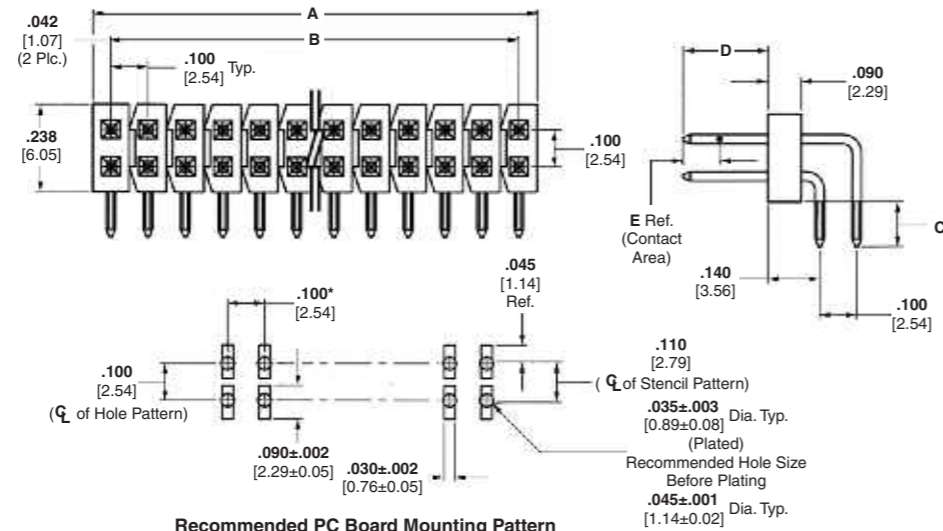 A
.042
[1.07]
(2 Plc.)
B
.100
[2.54] Typ.
.238
[6.05]
.100
[2.54]
D
.090
[2.29]
E Ref.
(Contact
Area)
C
.140
[3.56]
.100
[2.54]
.100*
[2.54]
.045
[1.14]
Ref.
.100
[2.54]
(℄ of Hole Pattern)
.110
[2.79]
(℄ of Stencil Pattern)
.035±.003
[0.89±0.08] Dia. Typ.
(Plated)
Recommended Hole Size
Before Plating
.045±.001
[1.14±0.02] Dia. Typ.
.090±.002
[2.29±0.05]
.030±.002
[0.76±0.05]
Recommended PC Board Mounting Pattern